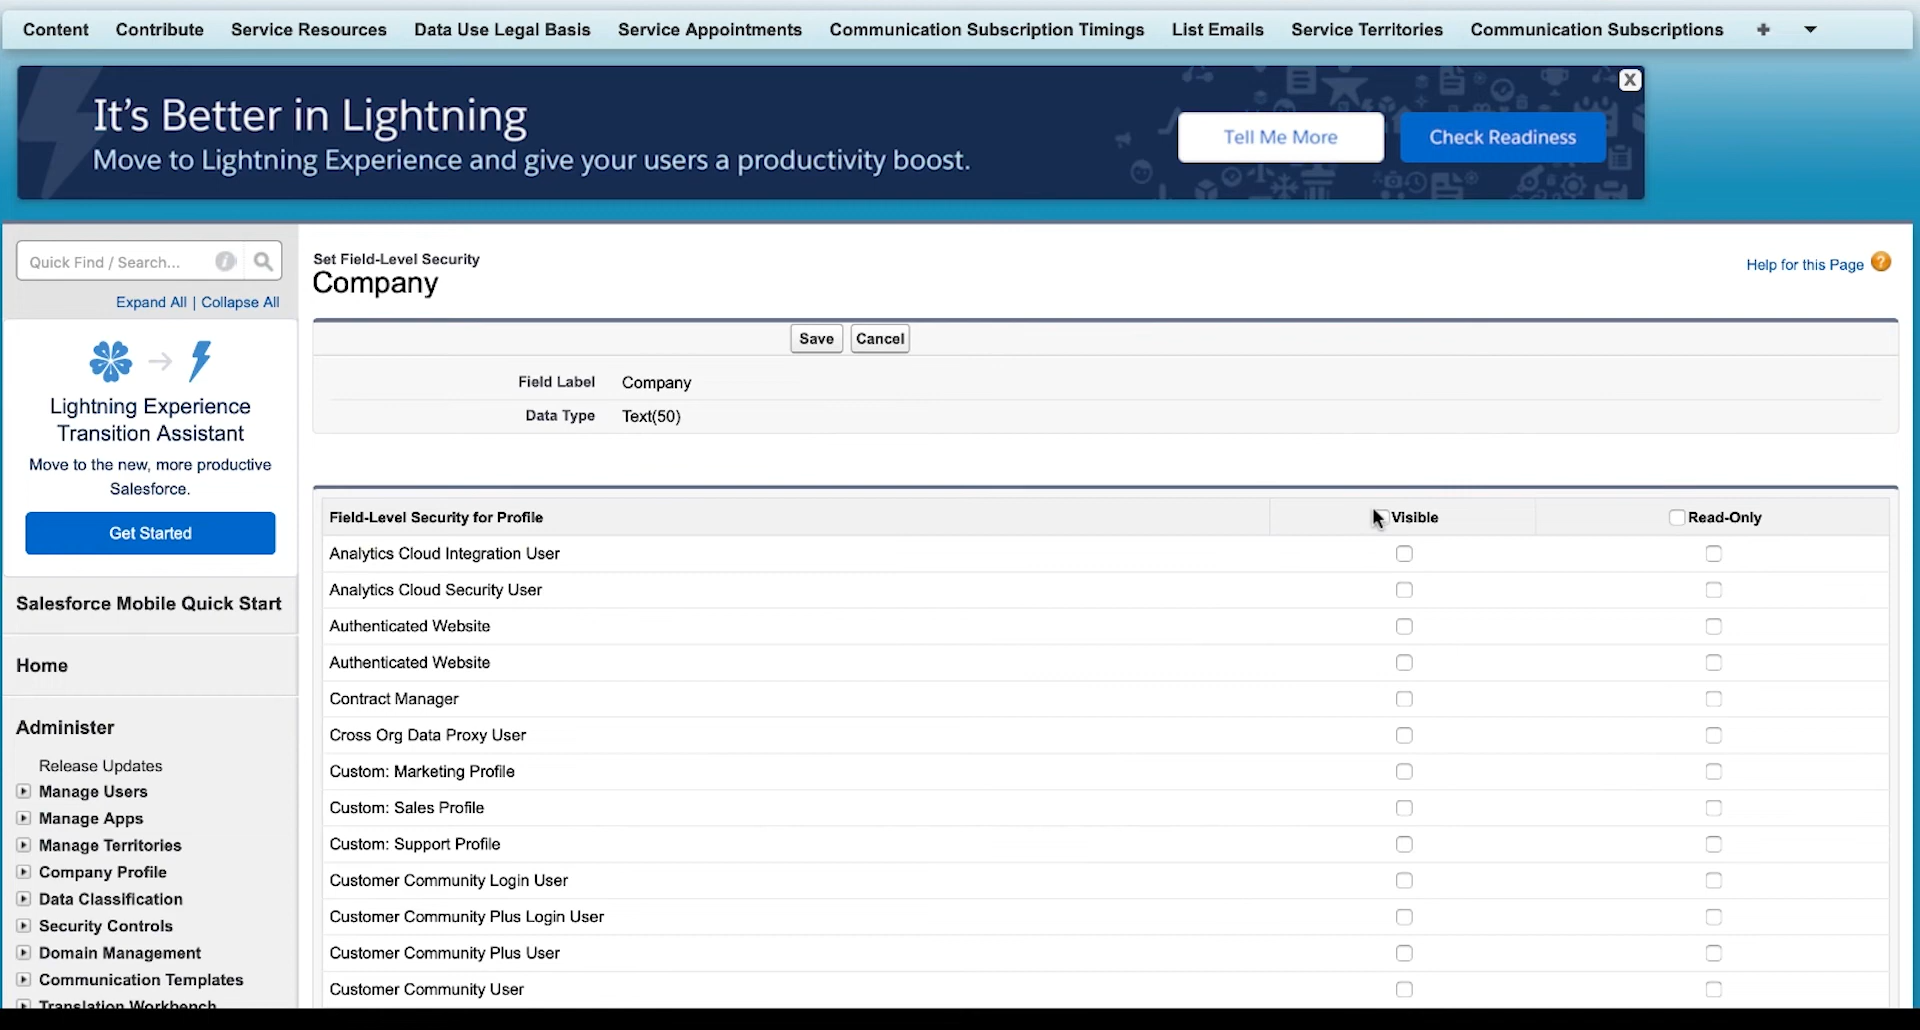 Content Contribute Service Resources Data Use Legal Basis Service Appointments Communication Subscription Timings List Emails Service Territories Communication Subscriptions +
It's Better in Lightning
Move to Lightning Experience and give your users a productivity boost.
Tell Me More
Check Readiness
X
Quick Find / Search...
Expand All | Collapse All
Lightning Experience
Transition Assistant
Move to the new, more productive
Salesforce.
Get Started
Salesforce Mobile Quick Start
Home
Administer
Release Updates
Manage Users
Manage Apps
Manage Territories
Company Profile
Data Classification
Security Controls
Domain Management
Communication Templates
Translation Workbench
Set Field-Level Security
Company
Help for this Page ?
Save Cancel
Field Label Company
Data Type Text(50)
Field-Level Security for Profile Visible Read-Only
Analytics Cloud Integration User
Analytics Cloud Security User
Authenticated Website
Authenticated Website
Contract Manager
Cross Org Data Proxy User
Custom: Marketing Profile
Custom: Sales Profile
Custom: Support Profile
Customer Community Login User
Customer Community Plus Login User
Customer Community Plus User
Customer Community User